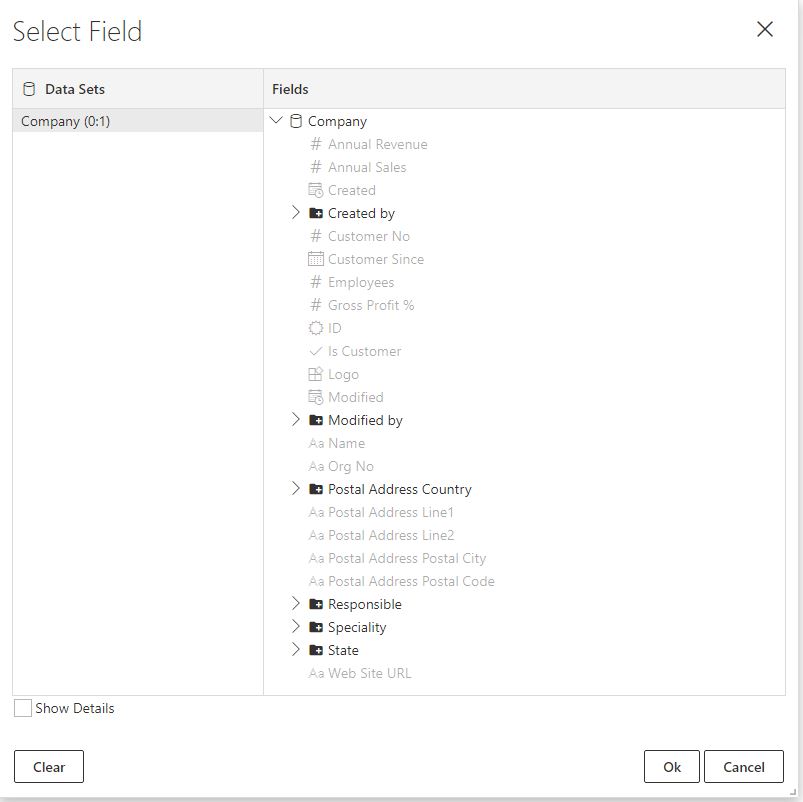 Select Field
Data Sets
Fields
Company (0:1)
Company
# Annual Revenue
# Annual Sales
Created
Created by
# Customer No
Customer Since
# Employees
# Gross Profit %
ID
Is Customer
Logo
Modified
Modified by
Aa Name
Aa Org No
Postal Address Country
Aa Postal Address Line1
Aa Postal Address Line2
Aa Postal Address Postal City
Aa Postal Address Postal Code
Responsible
Speciality
State
Aa Web Site URL
Show Details
Clear
Ok
Cancel